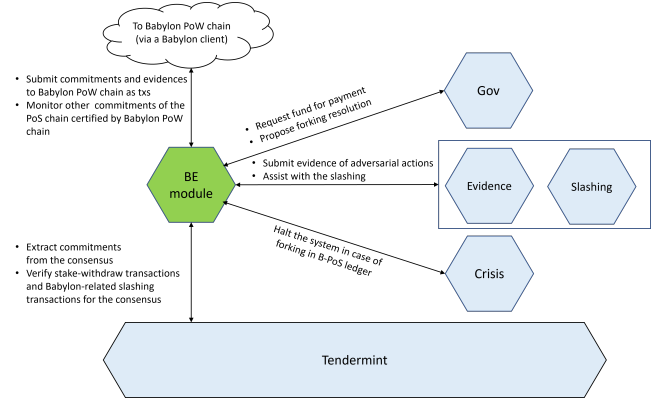 To Babylon PoW chain
(via a Babylon client)
• Submit commitments and evidences
to Babylon PoW chain as txs
• Monitor other commitments of the
PoS chain certified by Babylon PoW
chain
• Request fund for payment
• Propose forking resolution
Gov
BE
module
• Submit evidence of adversarial actions
• Assist with the slashing
Evidence
Slashing
Halt the system in case of
forking in B-PoS ledger
Crisis
• Extract commitments
from the consensus
• Verify stake-withdraw transactions
and Babylon-related slashing
transactions for the consensus
Tendermint